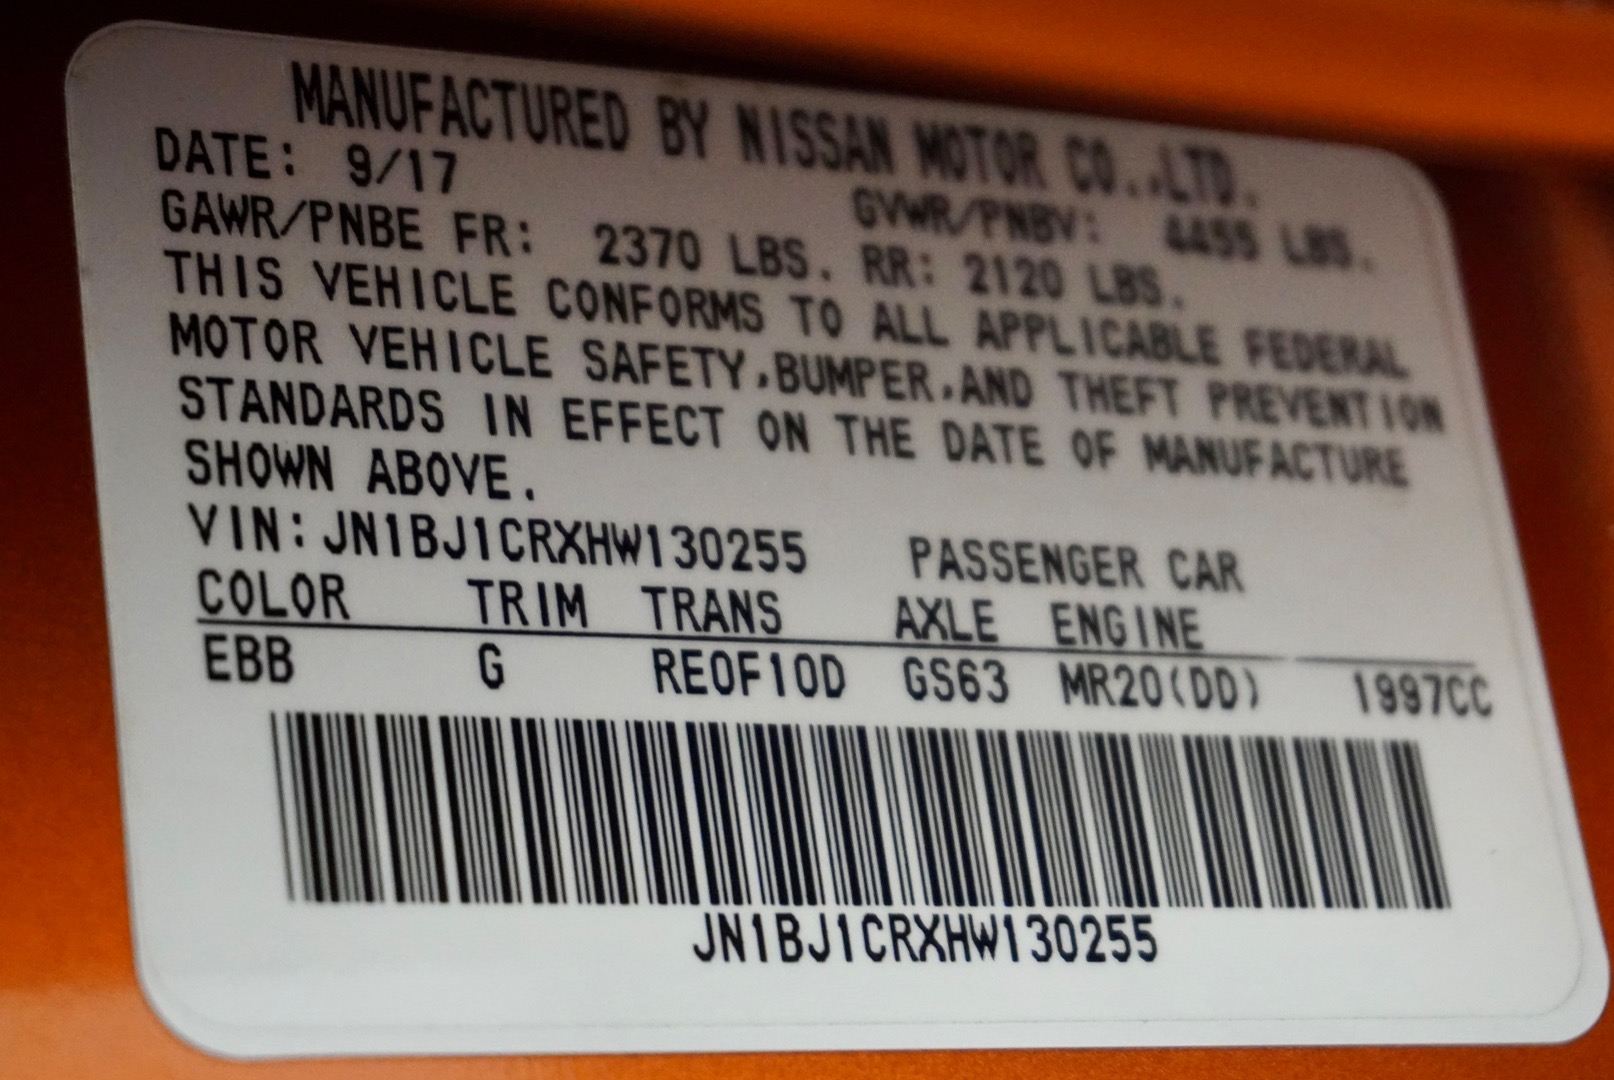 MANUFACTURED BY NISSAN MOTOR CO.,LTD.
DATE: 9/17 GVWR/PNBV: 4455 LBS.
GAWR/PNBE FR: 2370 LBS. RR: 2120 LBS.
THIS VEHICLE CONFORMS TO ALL APPLICABLE FEDERAL
MOTOR VEHICLE SAFETY,BUMPER,AND THEFT PREVENTION
STANDARDS IN EFFECT ON THE DATE OF MANUFACTURE
SHOWN ABOVE.
VIN:JN1BJ1CRXHW130255 PASSENGER CAR
COLOR TRIM TRANS AXLE ENGINE
EBB G RE0F10D GS63 MR20(DD) 1997CC
JN1BJ1CRXHW130255